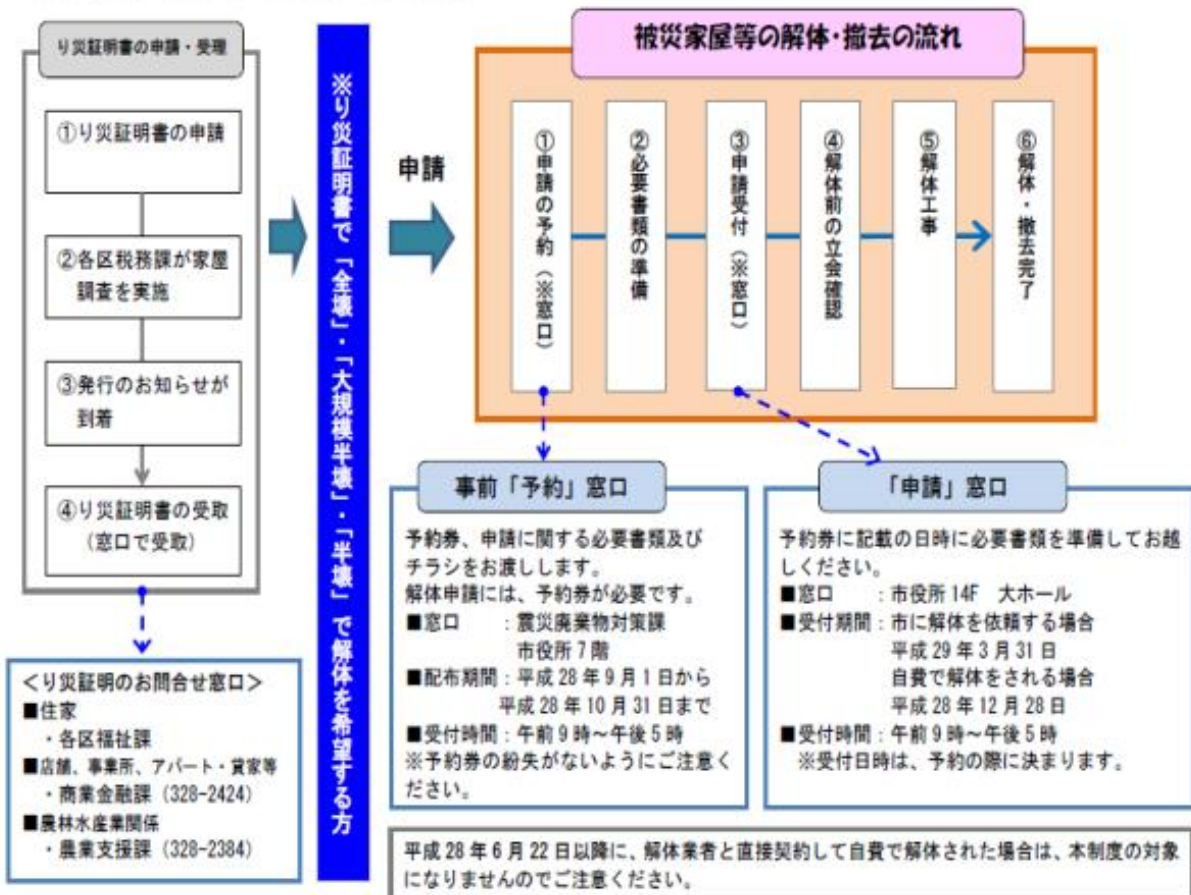 り災証明書の申請・受理
①り災証明書の申請
②各区税務課が家屋
調査を実施
③発行のお知らせが
到着
④り災証明書の受取
(窓口で受取)
<り災証明のお問合せ窓口>
■住家
・各区福祉課
■店舗、事業所、アパート・貸家等
・商業金融課(328-2424)
■農林水産業関係
・農業支援課(328-2384)
※り災証明書で「全壊」・「大規模半壊」・「半壊」で解体を希望する方
申請
被災家屋等の解体・撤去の流れ
①申請の予約(※窓口)
②必要書類の準備
③申請受付(※窓口)
④解体前の立会確認
⑤解体工事
⑥解体・撤去完了
事前「予約」窓口
予約券、申請に関する必要書類及び
チラシをお渡しします。
解体申請には、予約券が必要です。
■窓口 :震災廃棄物対策課
市役所7階
■配布期間:平成28年9月1日から
平成28年10月31日まで
■受付時間:午前9時~午後5時
※予約券の紛失がないようにご注意く
ださい。
「申請」窓口
予約券に記載の日時に必要書類を準備してお越
しください。
■窓口 :市役所14F 大ホール
■受付期間:市に解体を依頼する場合
平成29年3月31日
自費で解体をされる場合
平成28年12月28日
■受付時間:午前9時~午後5時
※受付日時は、予約の際に決まります。
平成28年6月22日以降に、解体業者と直接契約して自費で解体された場合は、本制度の対象
になりませんのでご注意ください。